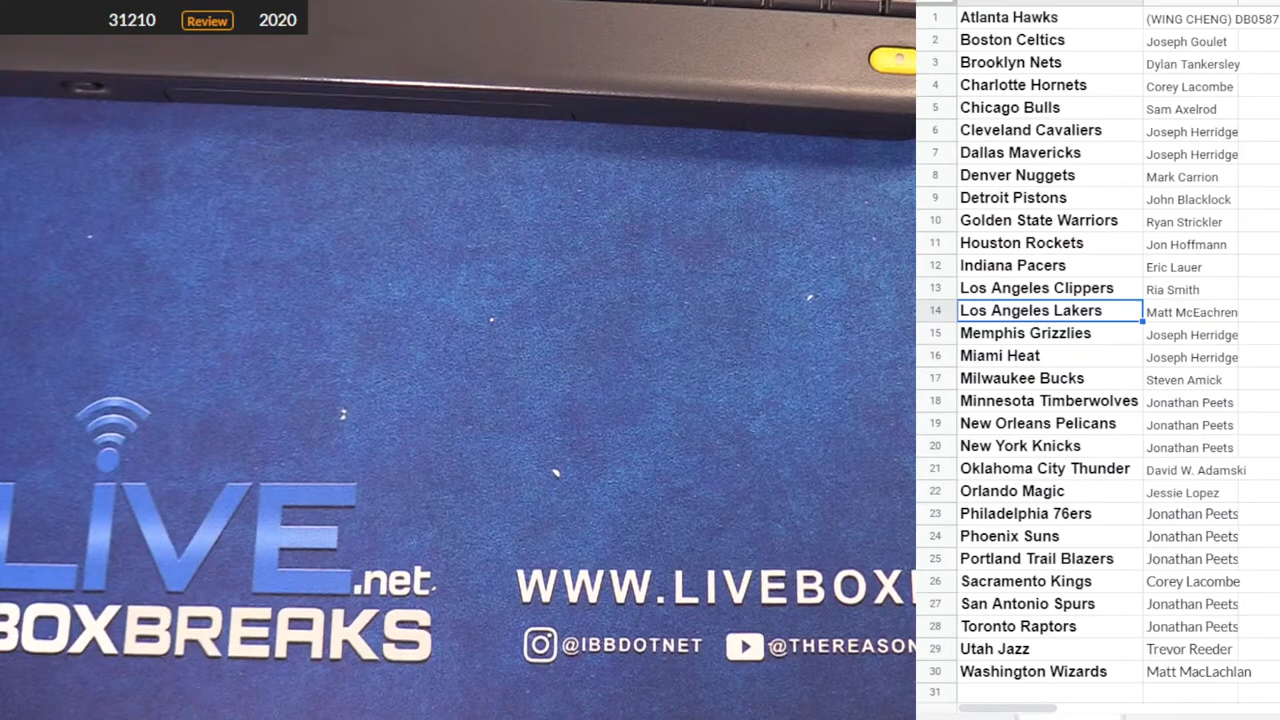 31210 Review 2020
LIVE.net
BOXBREAKS
WWW.LIVEBOX
@IBBDOTNET @THEREASON
1 Atlanta Hawks (WING CHENG) DB0587
2 Boston Celtics Joseph Goulet
3 Brooklyn Nets Dylan Tankersley
4 Charlotte Hornets Corey Lacombe
5 Chicago Bulls Sam Axelrod
6 Cleveland Cavaliers Joseph Herridge
7 Dallas Mavericks Joseph Herridge
8 Denver Nuggets Mark Carrion
9 Detroit Pistons John Blacklock
10 Golden State Warriors Ryan Strickler
11 Houston Rockets Jon Hoffmann
12 Indiana Pacers Eric Lauer
13 Los Angeles Clippers Ria Smith
14 Los Angeles Lakers Matt McEachren
15 Memphis Grizzlies Joseph Herridge
16 Miami Heat Joseph Herridge
17 Milwaukee Bucks Steven Amick
18 Minnesota Timberwolves Jonathan Peets
19 New Orleans Pelicans Jonathan Peets
20 New York Knicks Jonathan Peets
21 Oklahoma City Thunder David W. Adamski
22 Orlando Magic Jessie Lopez
23 Philadelphia 76ers Jonathan Peets
24 Phoenix Suns Jonathan Peets
25 Portland Trail Blazers Jonathan Peets
26 Sacramento Kings Corey Lacombe
27 San Antonio Spurs Jonathan Peets
28 Toronto Raptors Jonathan Peets
29 Utah Jazz Trevor Reeder
30 Washington Wizards Matt MacLachlan
31